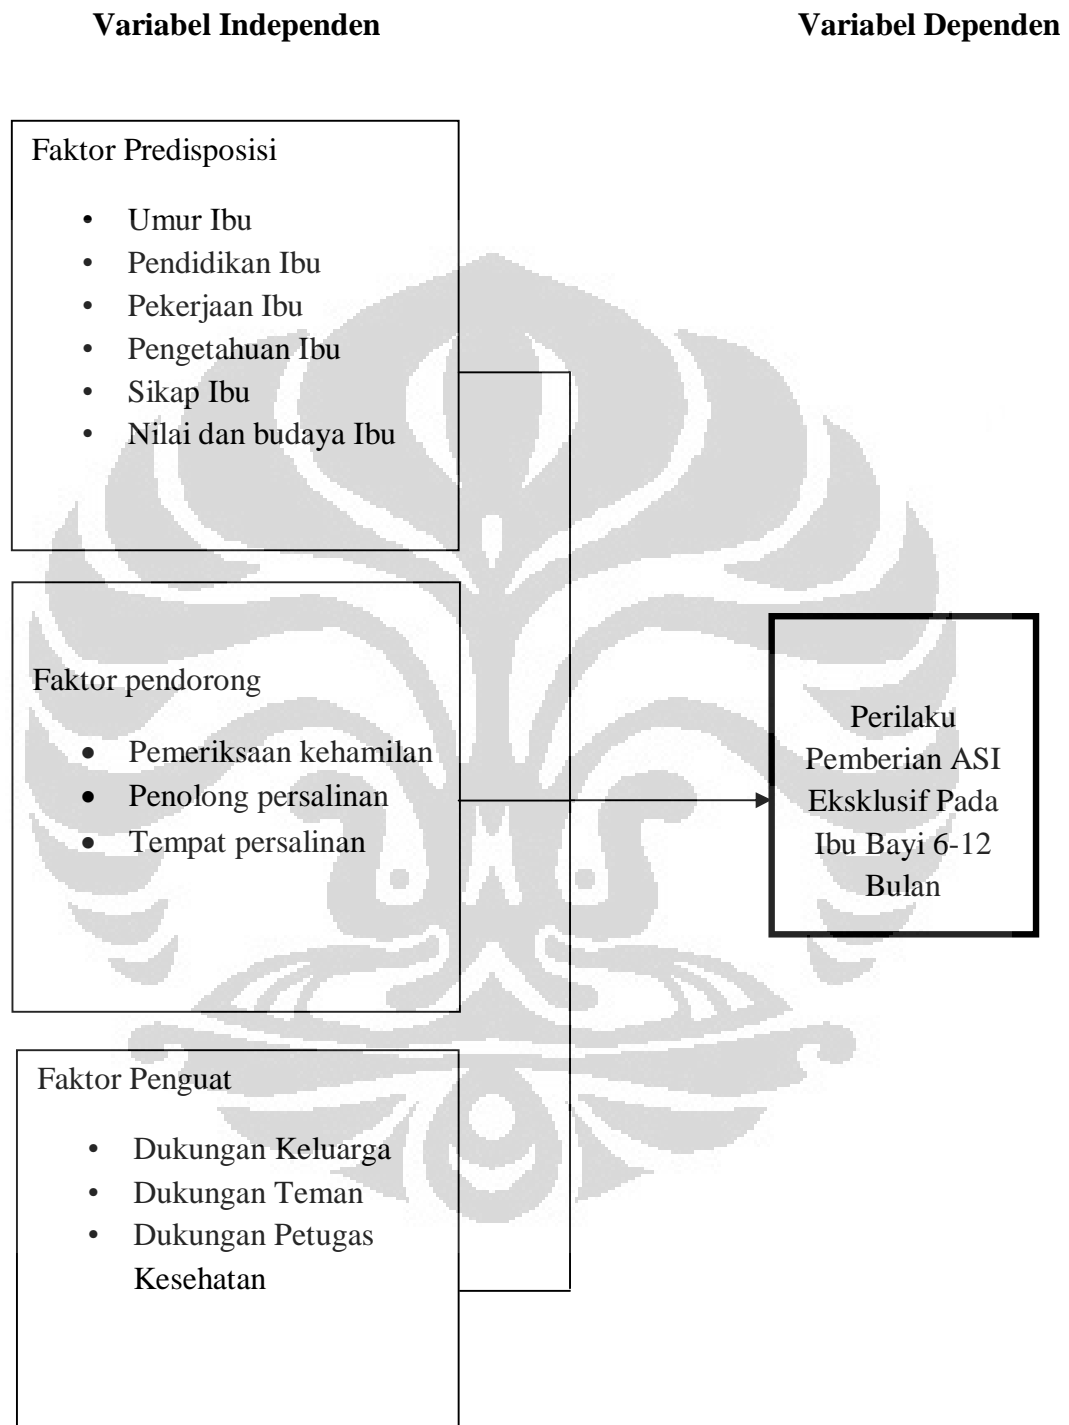 Variabel Independen
Variabel Dependen
Faktor Predisposisi
• Umur Ibu
• Pendidikan Ibu
• Pekerjaan Ibu
• Pengetahuan Ibu
• Sikap Ibu
• Nilai dan budaya Ibu
Faktor pendorong
• Pemeriksaan kehamilan
• Penolong persalinan
• Tempat persalinan
Faktor Penguat
• Dukungan Keluarga
• Dukungan Teman
• Dukungan Petugas
Kesehatan
Perilaku
Pemberian ASI
Eksklusif Pada
Ibu Bayi 6-12
Bulan